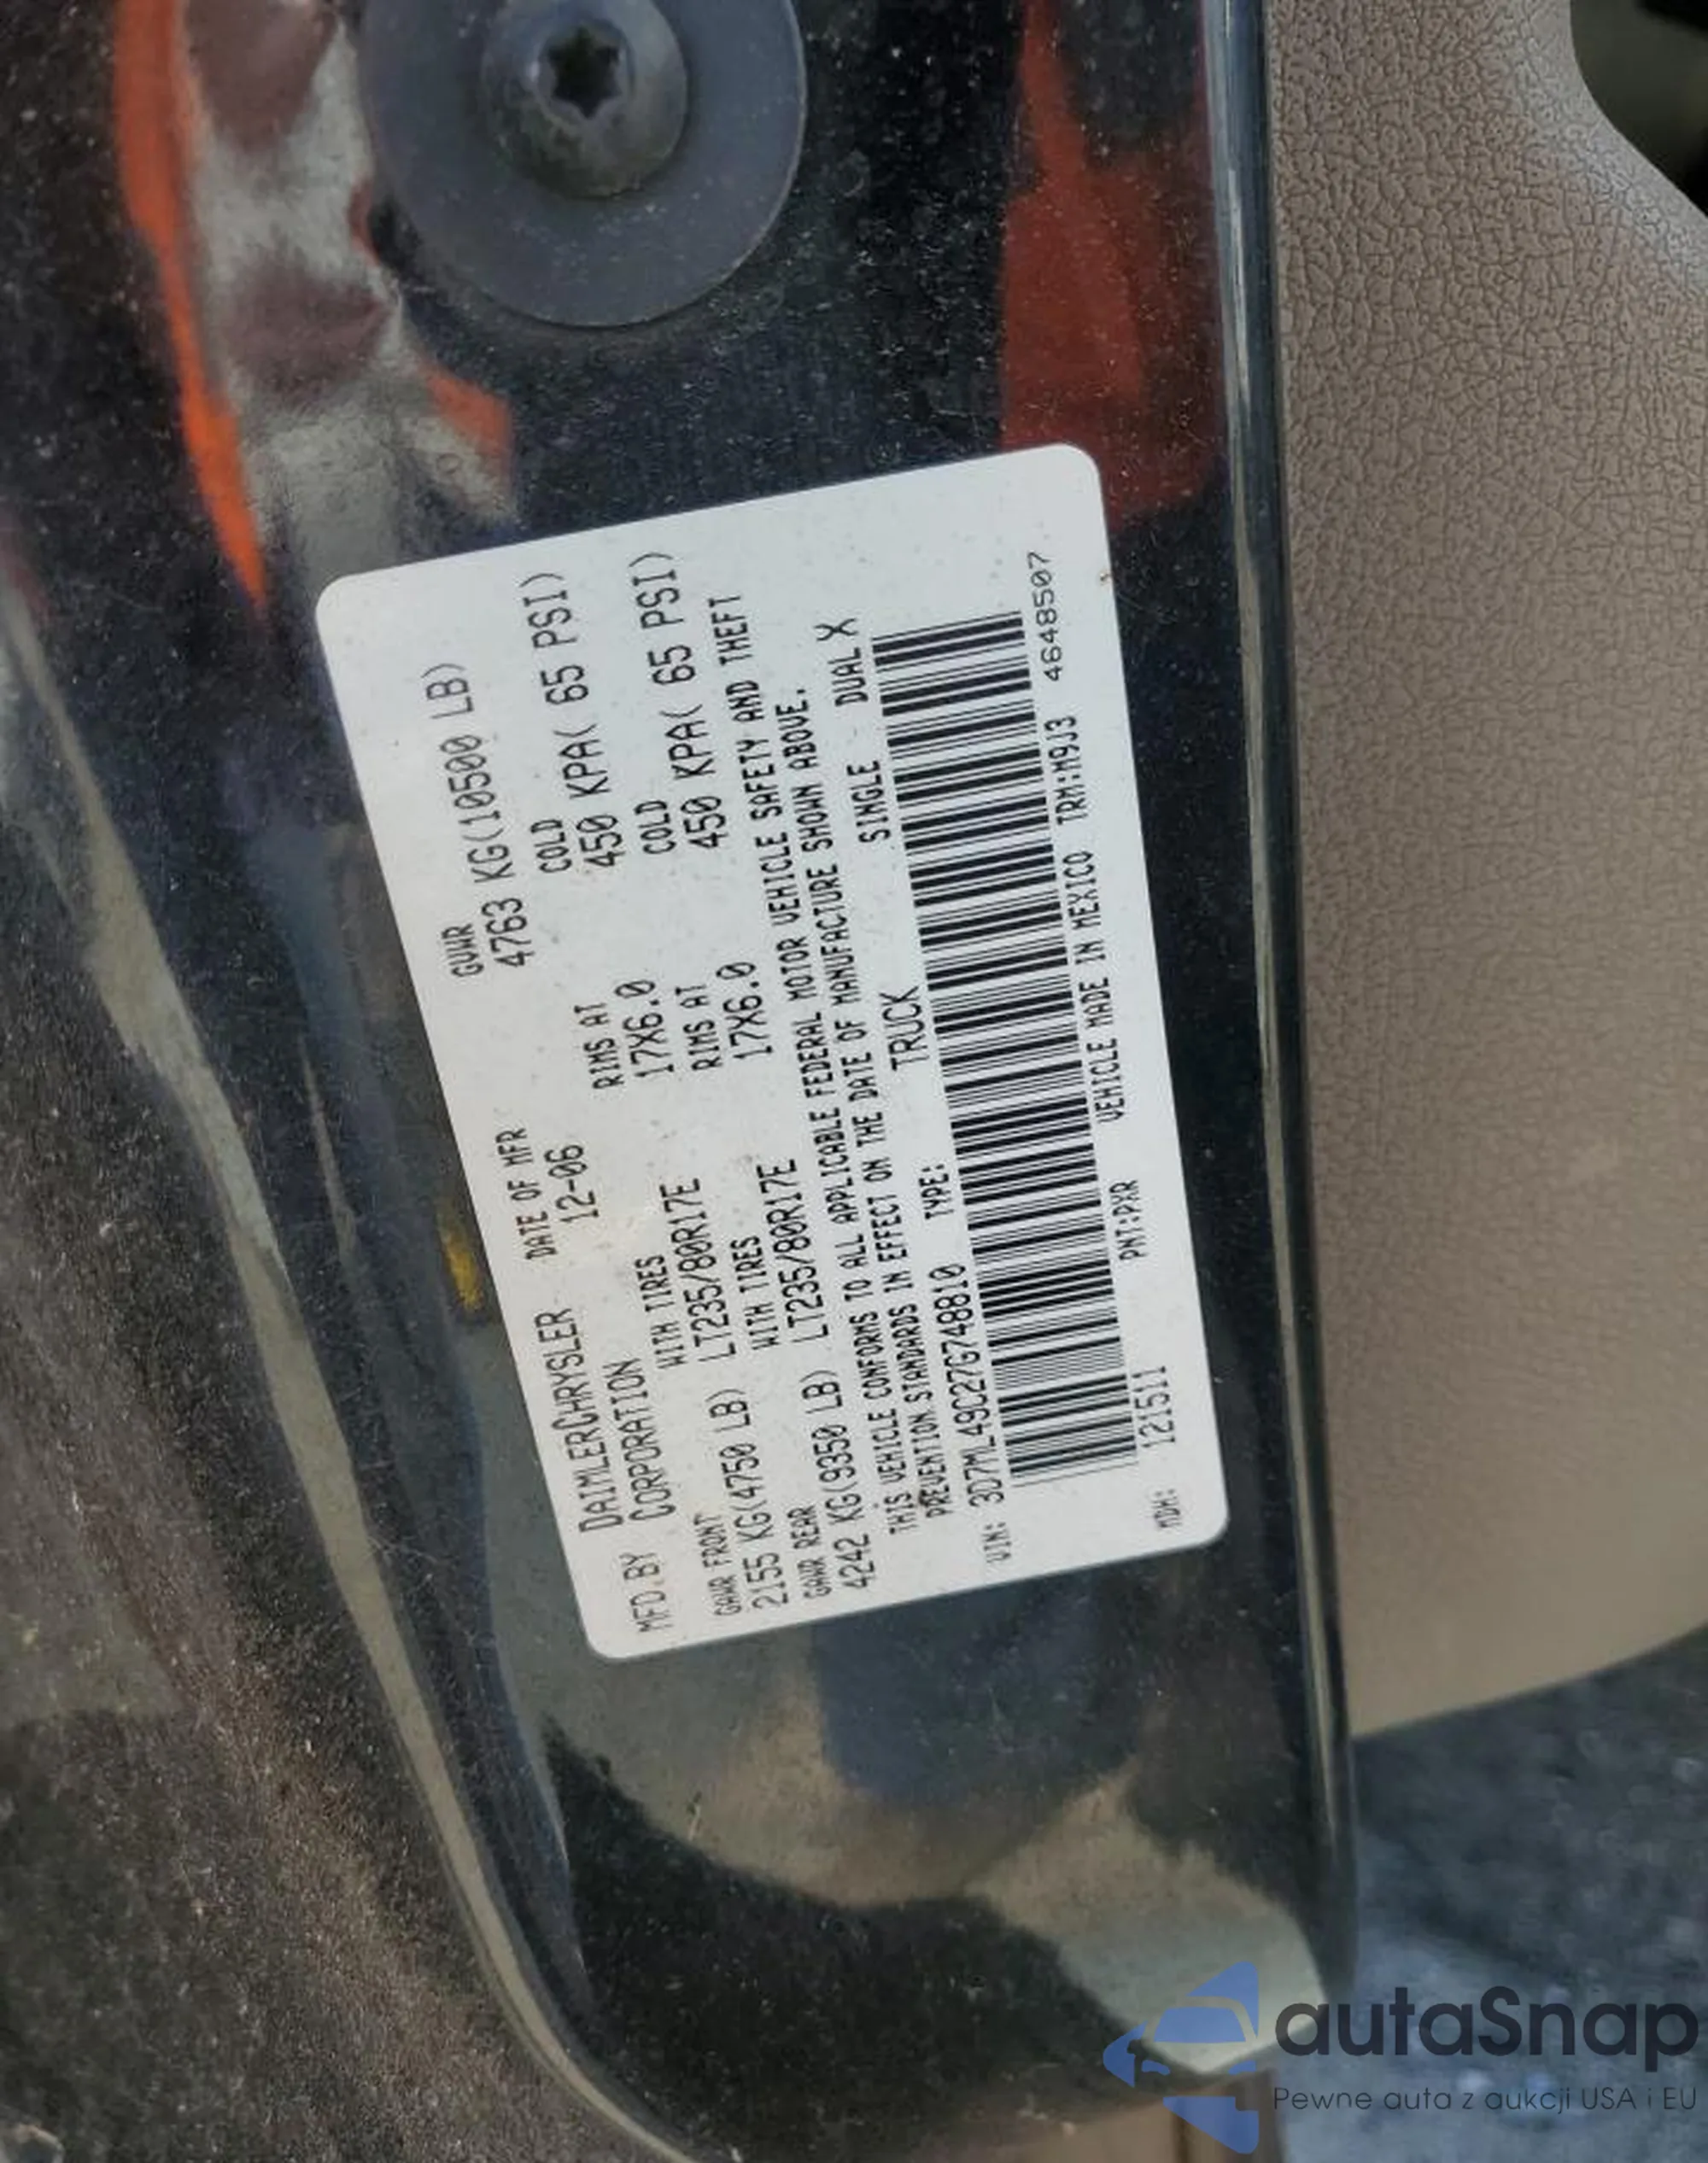 MFD.BY DAIMLERCHRYSLER CORPORATION DATE OF MFR 12-06 GVWR 4763 KG(10500 LB)
GAWR FRONT WITH TIRES RIMS AT COLD
2155 KG(4750 LB) LT235/80R17E 17X6.0 450 KPA( 65 PSI)
GAWR REAR WITH TIRES RIMS AT COLD
4242 KG(9350 LB) LT235/80R17E 17X6.0 450 KPA( 65 PSI)
THIS VEHICLE CONFORMS TO ALL APPLICABLE FEDERAL MOTOR VEHICLE SAFETY AND THEFT
PREVENTION STANDARDS IN EFFECT ON THE DATE OF MANUFACTURE SHOWN ABOVE.
VIN: 3D7ML49C27G748810 TYPE: TRUCK SINGLE DUAL X
MDH: 121511 PNT:PXR VEHICLE MADE IN MEXICO TRM:M9J3 4648507
autaSnap
Pewne auta z aukcji USA i EU